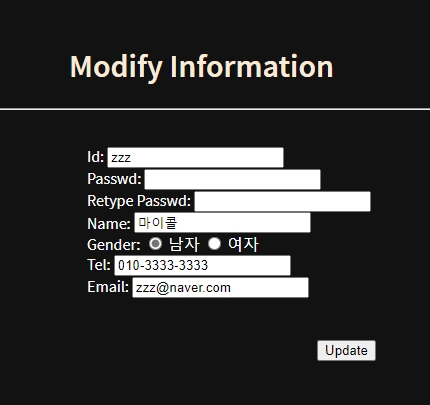 Modify Information
Id: zzz
Passwd:
Retype Passwd:
Name: 마이콜
Gender: 남자 여자
Tel: 010-3333-3333
Email: zzz@naver.com
Update